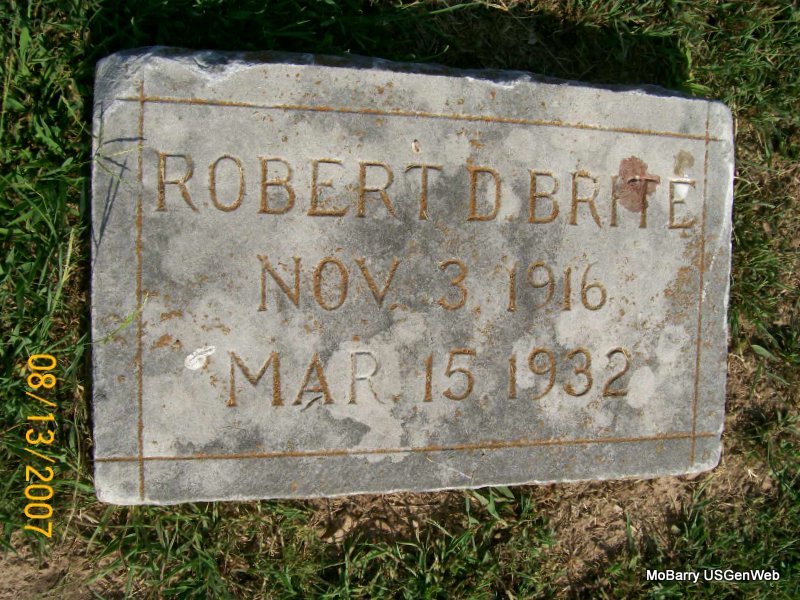 ROBERT D. BRITE
NOV. 3, 1916
MAR. 15 1932
08/13/2007
MoBarry USGenWeb